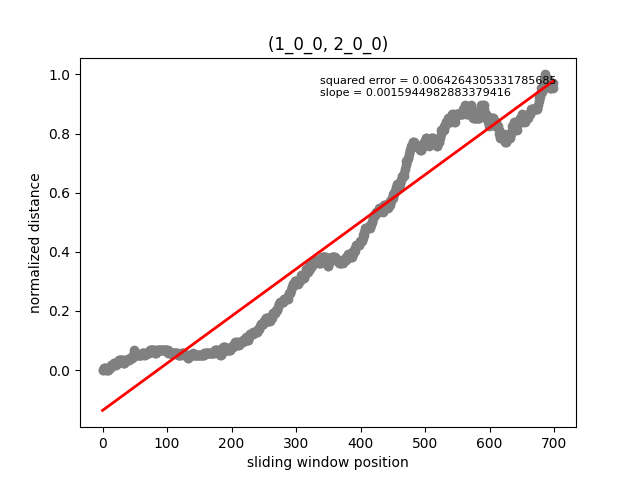 (1_0_0, 2_0_0)
squared error = 0.0064264305331785685
slope = 0.0015944982883379416
1.0
0.8
0.6
0.4
0.2
0.0
normalized distance
0 100 200 300 400 500 600 700
sliding window position